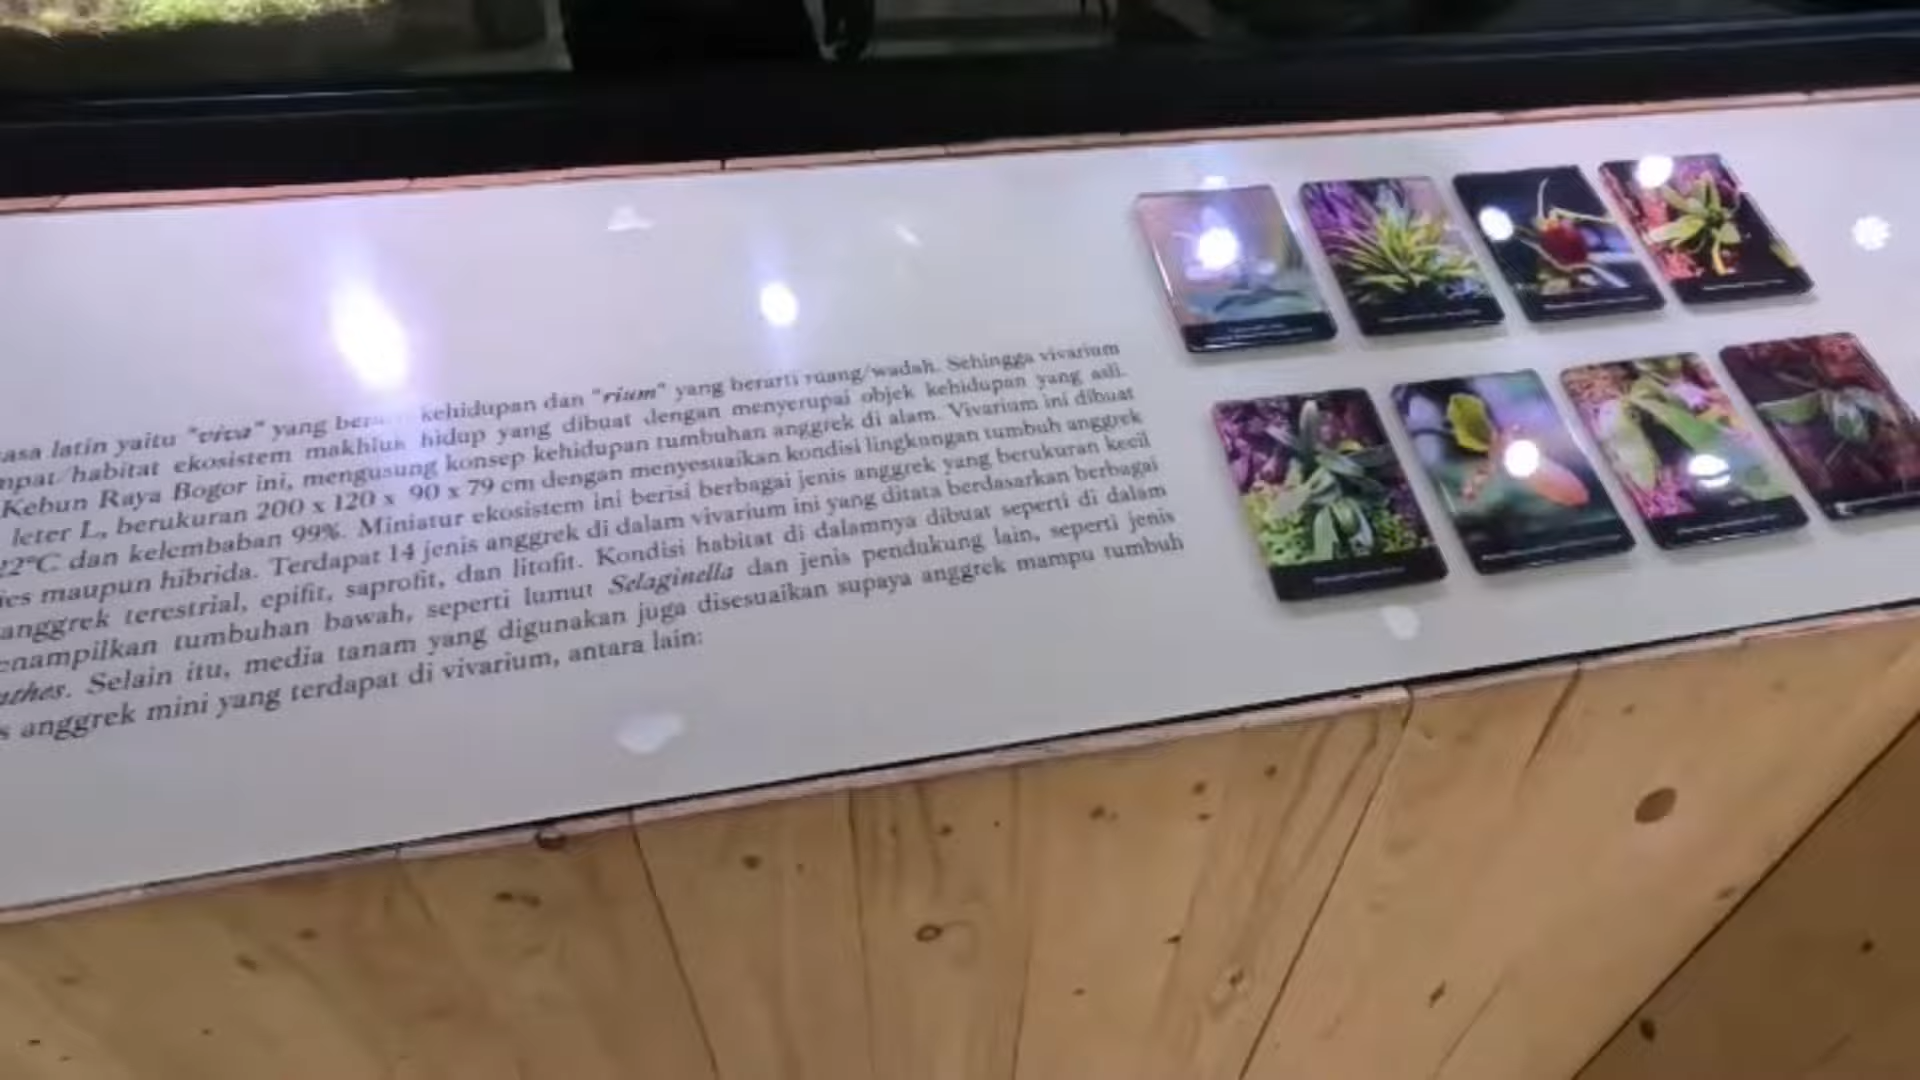 asa latin yaitu "viva" yang kehidupan dan "rium" yang berarti ruang/wadah. Sehingga vivarium
mpat/habitat ekosistem makhluk hidup yang dibuat dengan menyerupai objek kehidupan yang asli.
Kebun Raya Bogor ini, mengusung konsep kehidupan tumbuhan anggrek di alam. Vivarium ini dibuat
leter L, berukuran 200 x 120 x 90 x 79 cm dengan menyesuaikan kondisi lingkungan tumbuh anggrek
22°C dan kelembaban 99%. Miniatur ekosistem ini berisi berbagai jenis anggrek yang berukuran kecil
ies maupun hibrida. Terdapat 14 jenis anggrek di dalam vivarium ini yang ditata berdasarkan berbagai
anggrek terestrial, epifit, saprofit, dan litofit. Kondisi habitat di dalamnya dibuat seperti di dalam
enampilkan tumbuhan bawah, seperti lumut Selaginella dan jenis pendukung lain, seperti jenis
athes. Selain itu, media tanam yang digunakan juga disesuaikan supaya anggrek mampu tumbuh
s anggrek mini yang terdapat di vivarium, antara lain: